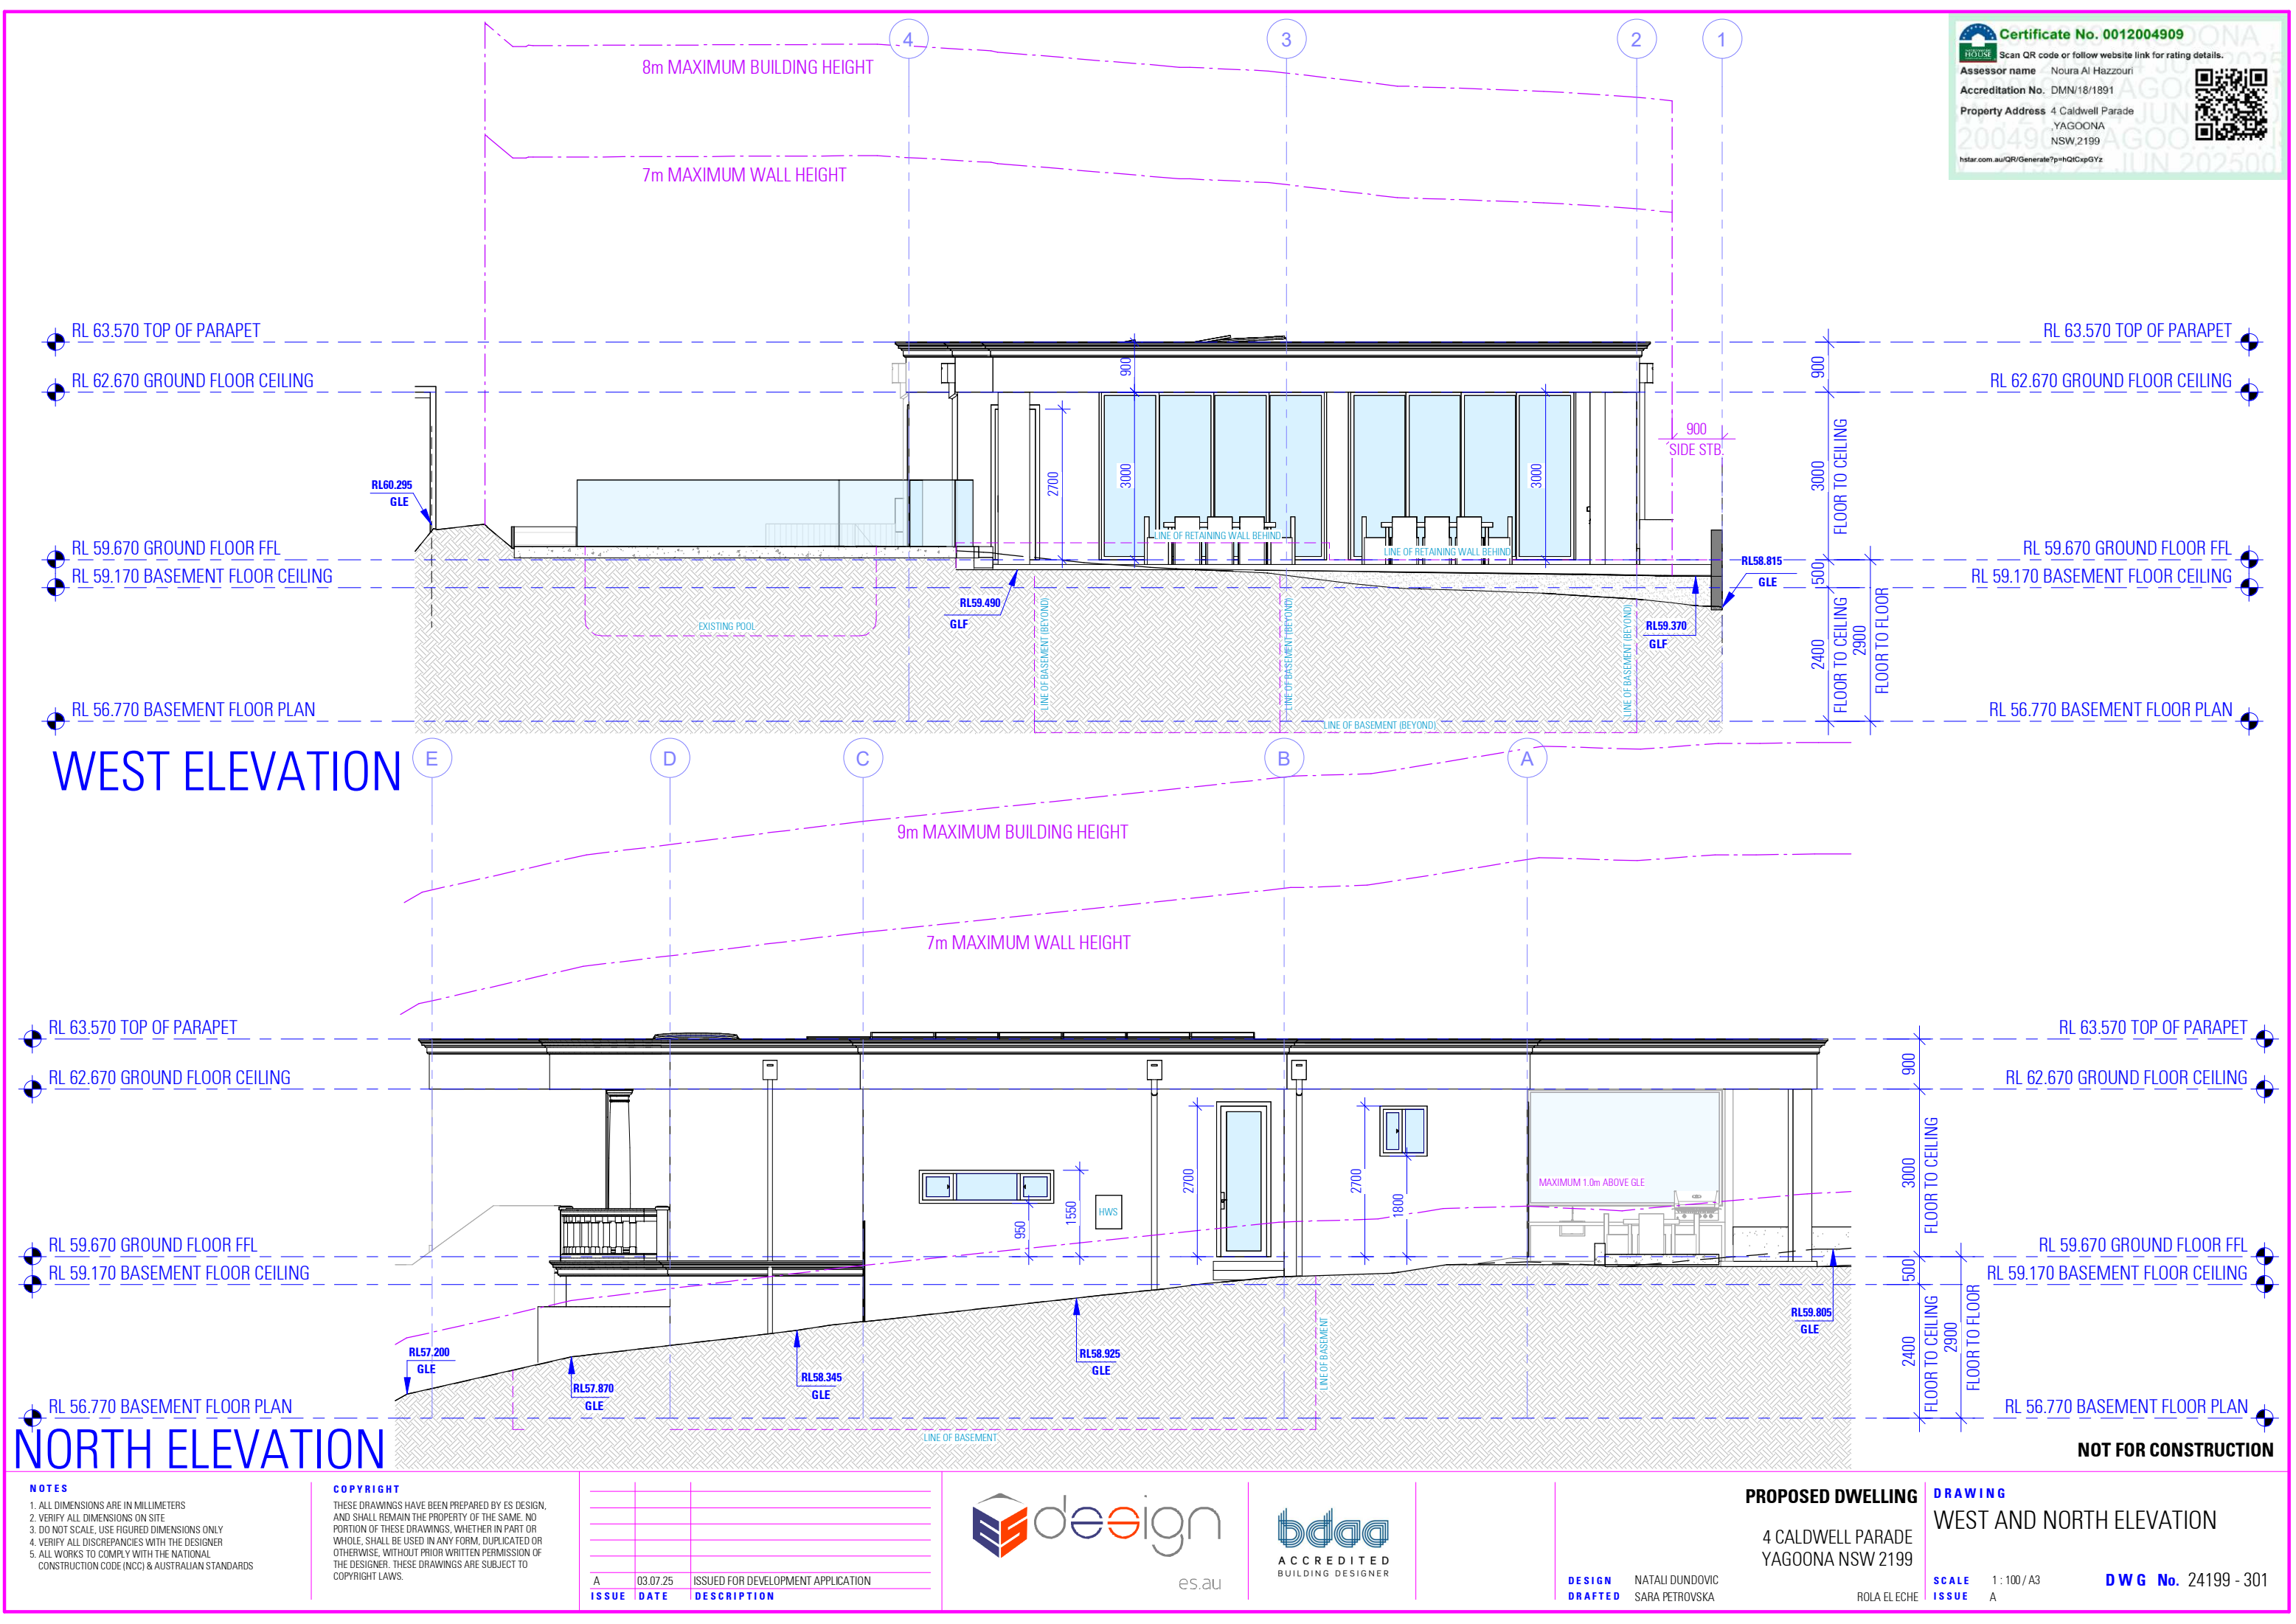 4
3
2
1
8m MAXIMUM BUILDING HEIGHT
7m MAXIMUM WALL HEIGHT
Certificate No. 0012004909
Scan QR code or follow website link for rating details.
Assessor name Noura Al Hazzouri
Accreditation No. DMN/18/1891
Property Address 4 Caldwell Parade
,YAGOONA
NSW,2199
hstar.com.au/QR/Generate?p=hQtCxpGYz
HOUSE
RL 63.570 TOP OF PARAPET
RL 62.670 GROUND FLOOR CEILING
RL 59.670 GROUND FLOOR FFL
RL 59.170 BASEMENT FLOOR CEILING
RL 56.770 BASEMENT FLOOR PLAN
RL60.295
GLE
EXISTING POOL
RL59.490
GLF
900
2700
3000
3000
LINE OF RETAINING WALL BEHIND
LINE OF RETAINING WALL BEHIND
LINE OF BASEMENT (BEYOND)
LINE OF BASEMENT (BEYOND)
LINE OF BASEMENT (BEYOND)
LINE OF BASEMENT (BEYOND)
900
SIDE STB.
RL58.815
GLE
RL59.370
GLF
900
3000
FLOOR TO CEILING
500
2400
FLOOR TO CEILING
2900
FLOOR TO FLOOR
RL 63.570 TOP OF PARAPET
RL 62.670 GROUND FLOOR CEILING
RL 59.670 GROUND FLOOR FFL
RL 59.170 BASEMENT FLOOR CEILING
RL 56.770 BASEMENT FLOOR PLAN
WEST ELEVATION
E
D
C
B
A
9m MAXIMUM BUILDING HEIGHT
7m MAXIMUM WALL HEIGHT
RL 63.570 TOP OF PARAPET
RL 62.670 GROUND FLOOR CEILING
RL 59.670 GROUND FLOOR FFL
RL 59.170 BASEMENT FLOOR CEILING
RL 56.770 BASEMENT FLOOR PLAN
RL57.200
GLE
RL57.870
GLE
RL58.345
GLE
RL58.925
GLE
950
1550
HWS
2700
2700
1800
MAXIMUM 1.0m ABOVE GLE
LINE OF BASEMENT
LINE OF BASEMENT
RL59.805
GLE
900
3000
FLOOR TO CEILING
500
2400
FLOOR TO CEILING
2900
FLOOR TO FLOOR
RL 63.570 TOP OF PARAPET
RL 62.670 GROUND FLOOR CEILING
RL 59.670 GROUND FLOOR FFL
RL 59.170 BASEMENT FLOOR CEILING
RL 56.770 BASEMENT FLOOR PLAN
NORTH ELEVATION
NOT FOR CONSTRUCTION
NOTES
1. ALL DIMENSIONS ARE IN MILLIMETERS
2. VERIFY ALL DIMENSIONS ON SITE
3. DO NOT SCALE, USE FIGURED DIMENSIONS ONLY
4. VERIFY ALL DISCREPANCIES WITH THE DESIGNER
5. ALL WORKS TO COMPLY WITH THE NATIONAL
CONSTRUCTION CODE (NCC) & AUSTRALIAN STANDARDS
COPYRIGHT
THESE DRAWINGS HAVE BEEN PREPARED BY ES DESIGN,
AND SHALL REMAIN THE PROPERTY OF THE SAME. NO
PORTION OF THESE DRAWINGS, WHETHER IN PART OR
WHOLE, SHALL BE USED IN ANY FORM, DUPLICATED OR
OTHERWISE, WITHOUT PRIOR WRITTEN PERMISSION OF
THE DESIGNER. THESE DRAWINGS ARE SUBJECT TO
COPYRIGHT LAWS.
A 03.07.25 ISSUED FOR DEVELOPMENT APPLICATION
ISSUE DATE DESCRIPTION
ES design
es.au
bdaa
ACCREDITED
BUILDING DESIGNER
DESIGN NATALI DUNDOVIC
DRAFTED SARA PETROVSKA
PROPOSED DWELLING
4 CALDWELL PARADE
YAGOONA NSW 2199
ROLA EL ECHE
DRAWING
WEST AND NORTH ELEVATION
SCALE 1 : 100 / A3
ISSUE A
DWG No. 24199 - 301